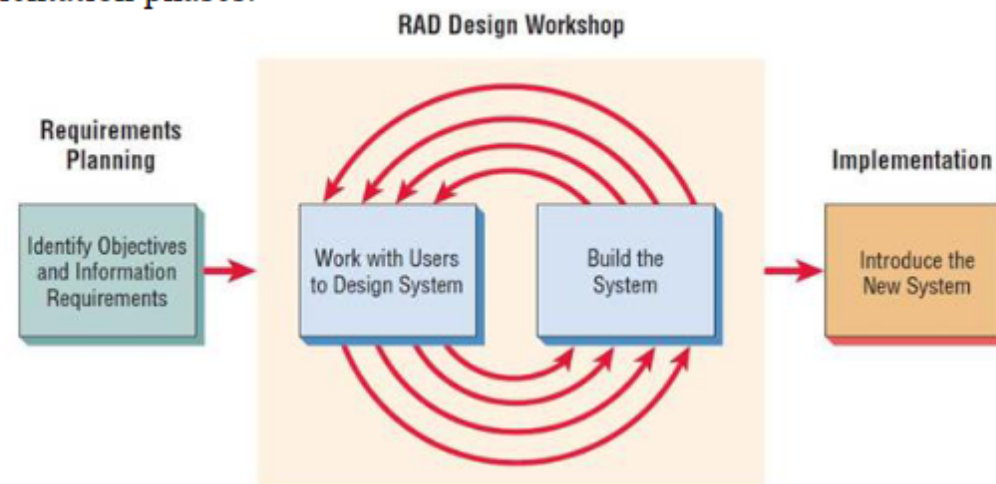 phases.
RAD Design Workshop
Requirements
Planning
Implementation
Identify Objectives
and Information
Requirements
Work with Users
to Design System
Build the
System
Introduce the
New System